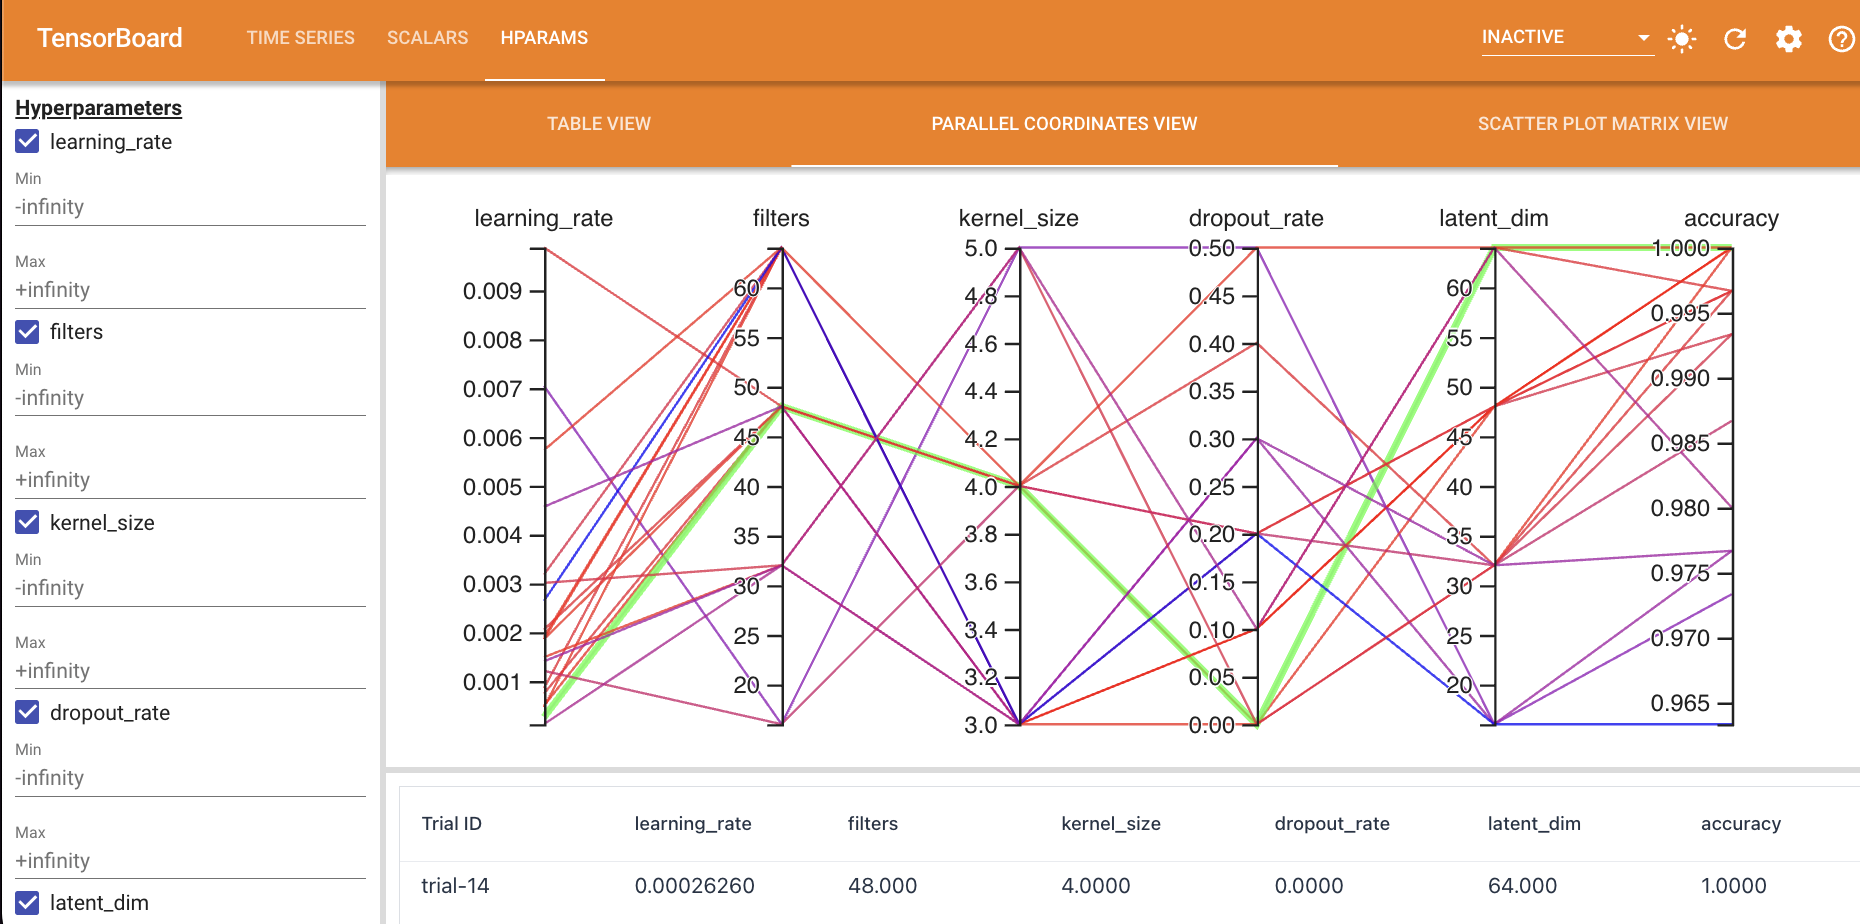 TensorBoard TIME SERIES SCALARS HPARAMS INACTIVE
Hyperparameters
learning_rate
Min
-infinity
Max
+infinity
filters
Min
-infinity
Max
+infinity
kernel_size
Min
-infinity
Max
+infinity
dropout_rate
Min
-infinity
Max
+infinity
latent_dim
TABLE VIEW PARALLEL COORDINATES VIEW SCATTER PLOT MATRIX VIEW
learning_rate filters kernel_size dropout_rate latent_dim accuracy
0.009
0.008
0.007
0.006
0.005
0.004
0.003
0.002
0.001
60
55
50
45
40
35
30
25
20
5.0
4.8
4.6
4.4
4.2
4.0
3.8
3.6
3.4
3.2
3.0
0.50
0.45
0.40
0.35
0.30
0.25
0.20
0.15
0.10
0.05
0.00
60
55
50
45
40
35
30
25
20
1.000
0.995
0.990
0.985
0.980
0.975
0.970
0.965
Trial ID learning_rate filters kernel_size dropout_rate latent_dim accuracy
trial-14 0.00026260 48.000 4.0000 0.0000 64.000 1.0000